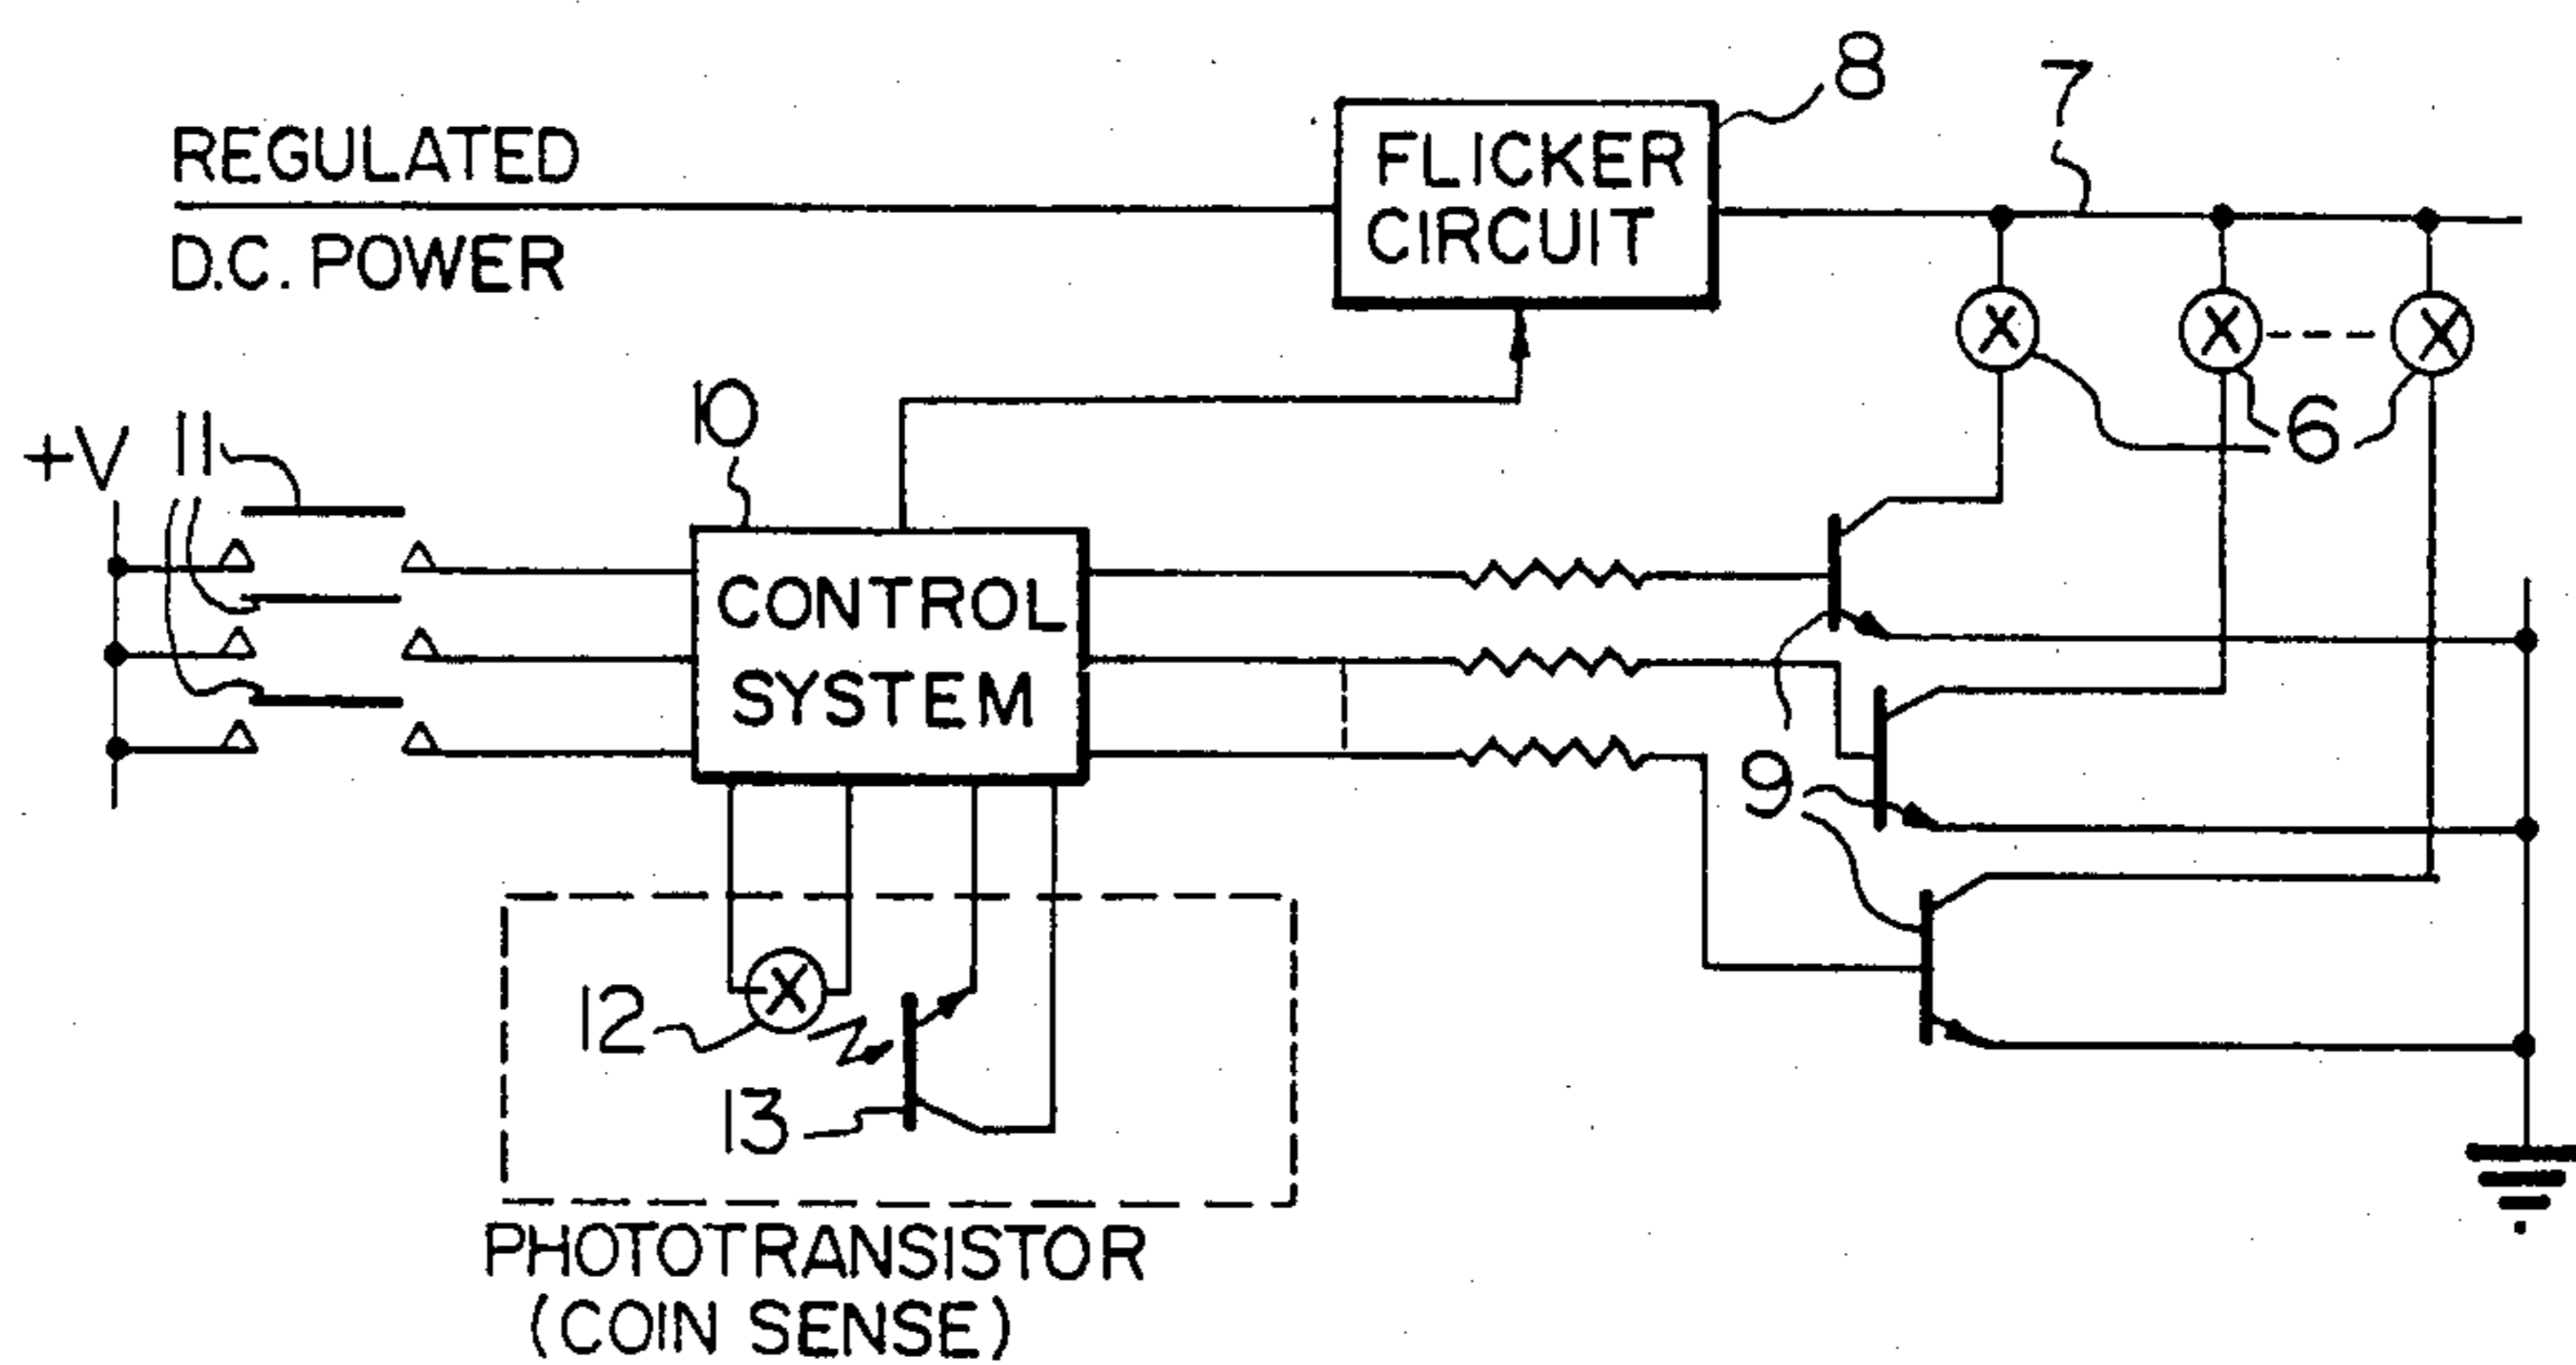 REGULATED
D.C. POWER
FLICKER
CIRCUIT
8
7
6
+V
11
10
CONTROL
SYSTEM
9
12
13
PHOTOTRANSISTOR
(COIN SENSE)